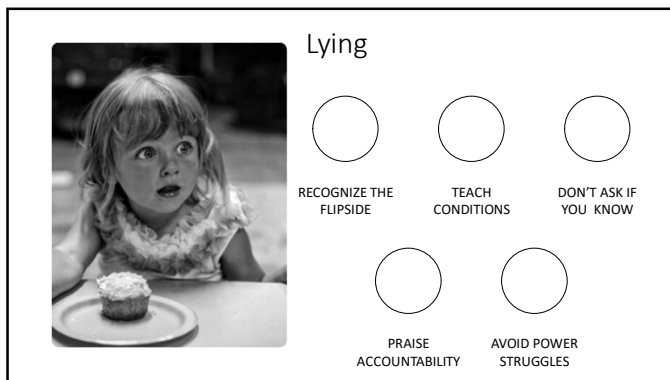 Lying
RECOGNIZE THE
FLIPSIDE
TEACH
CONDITIONS
DON'T ASK IF
YOU KNOW
PRAISE
ACCOUNTABILITY
AVOID POWER
STRUGGLES